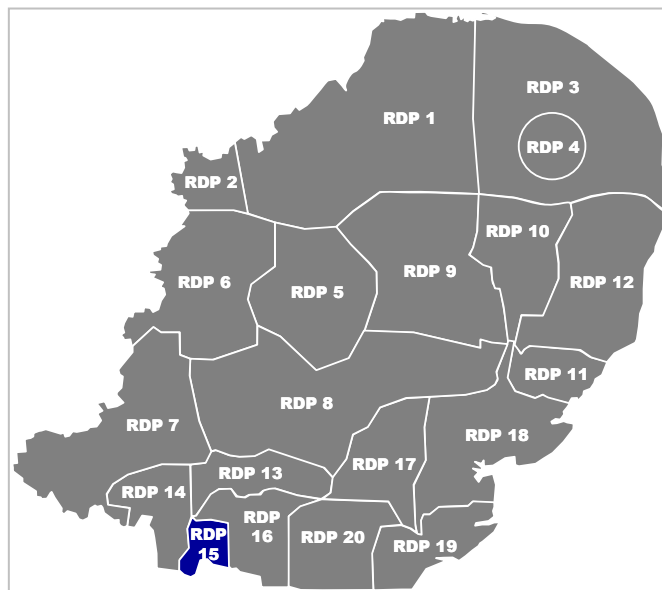 RDP 3
RDP 1
RDP 4
RDP 2
RDP 10
RDP 9
RDP 6
RDP 12
RDP 5
RDP 11
RDP 8
RDP 7
RDP 18
RDP 17
RDP 13
RDP 14
RDP
16
RDP
15
RDP 20
RDP 19